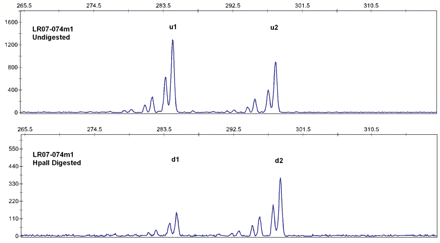 265.5 274.5 283.5 292.5 301.5 310.5
LR07-074m1
Undigested
u1 u2
1600
1200
800
400
0
265.5 274.5 283.5 292.5 301.5 310.5
LR07-074m1
HpaII Digested
d1 d2
550
440
330
220
110
0